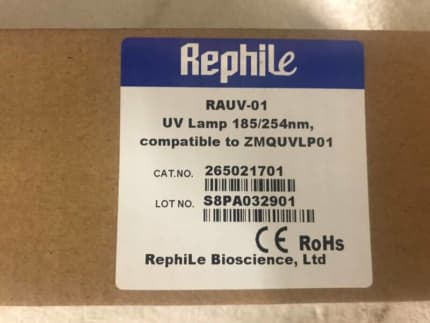 RephiLe
RAUV-01
UV Lamp 185/254nm,
compatible to ZMQUVLP01
CAT.NO. 265021701
LOT NO. S8PA032901
CE RoHs
RephiLe Bioscience, Ltd